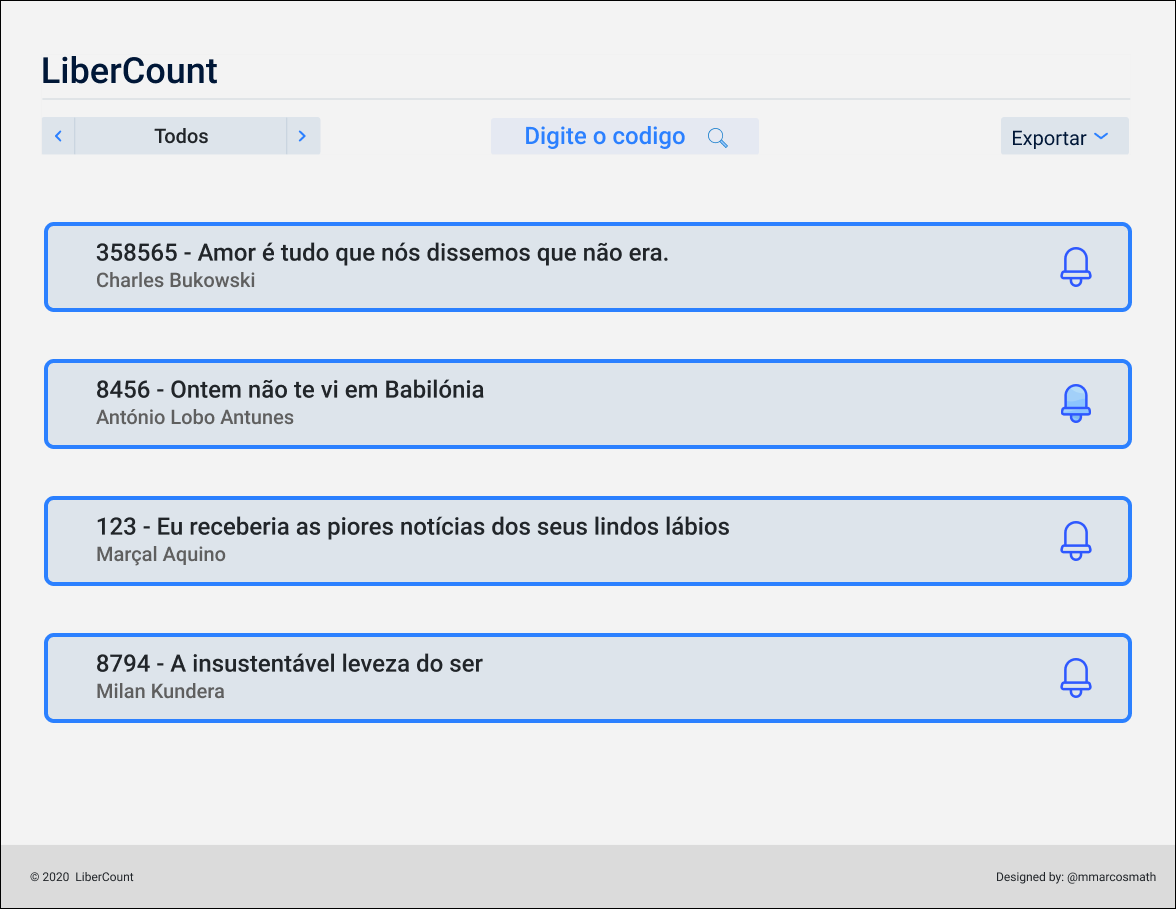 LiberCount
Todos
Digite o codigo
Exportar
358565 - Amor é tudo que nós dissemos que não era.
Charles Bukowski
8456 - Ontem não te vi em Babilónia
António Lobo Antunes
123 - Eu receberia as piores notícias dos seus lindos lábios
Marçal Aquino
8794 - A insustentável leveza do ser
Milan Kundera
© 2020 LiberCount
Designed by: @mmarcosmath